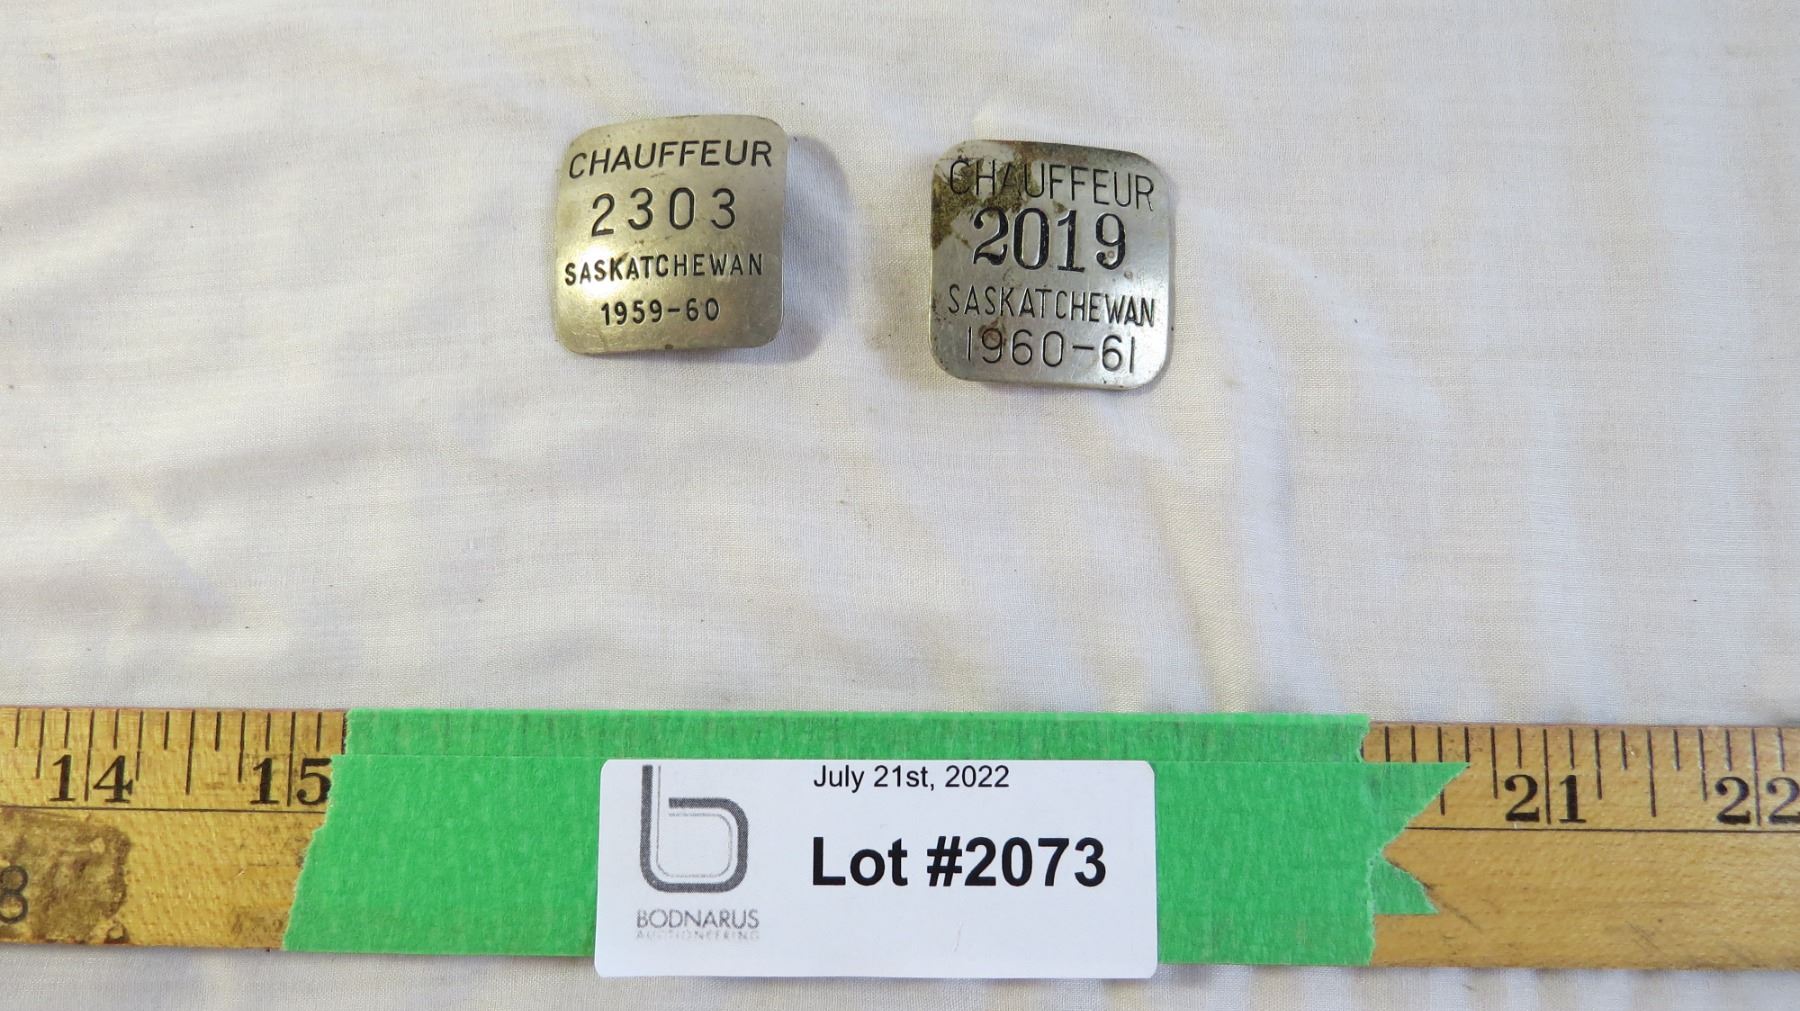 CHAUFFEUR
2303
SASKATCHEWAN
1959-60
CHAUFFEUR
2019
SASKATCHEWAN
1960-61
14 15 21 22
8
July 21st, 2022
Lot #2073
BODNARUS
AUCTIONEERING